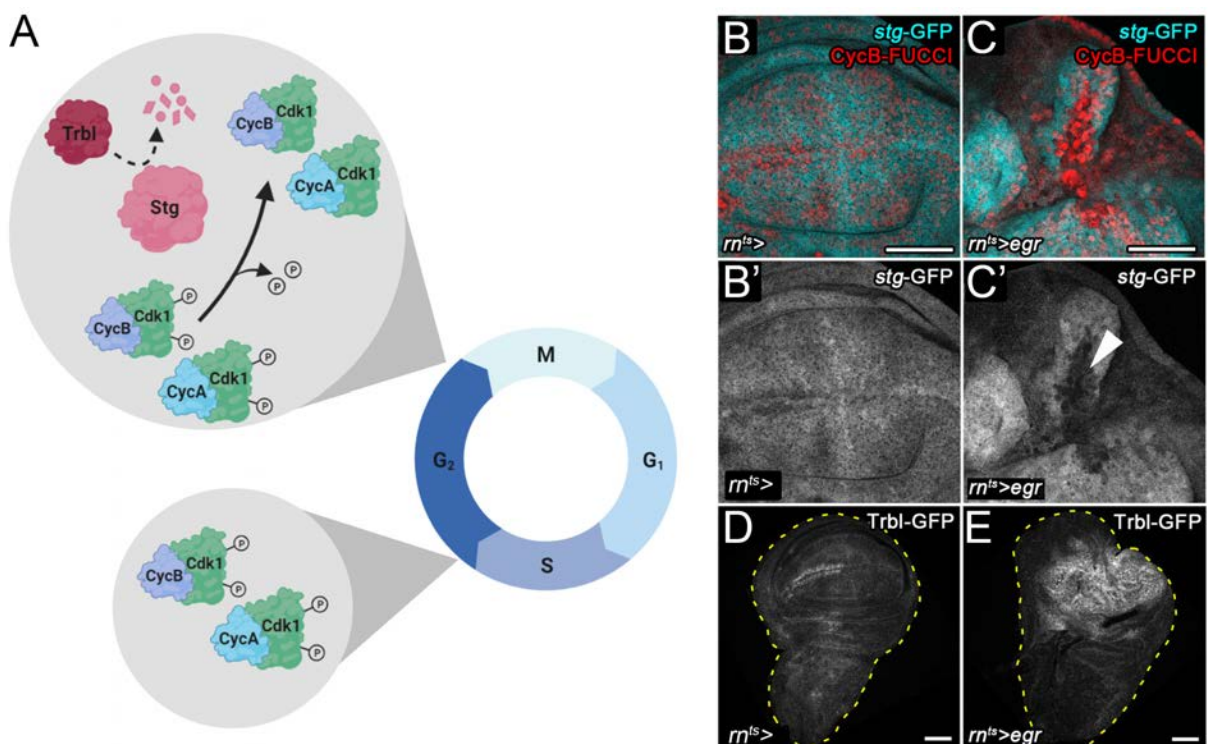 A
Trbl
Stg
CycB
Cdk1
CycA
Cdk1
P
P
CycB
Cdk1
P
P
CycA
Cdk1
P
P
M
G₁
S
G₂
CycB
Cdk1
P
P
CycA
Cdk1
P
P
B
stg-GFP
CycB-FUCCI
rnᵗˢ>
C
stg-GFP
CycB-FUCCI
rnᵗˢ>egr
B'
stg-GFP
rnᵗˢ>
C'
stg-GFP
rnᵗˢ>egr
D
Trbl-GFP
rnᵗˢ>
E
Trbl-GFP
rnᵗˢ>egr